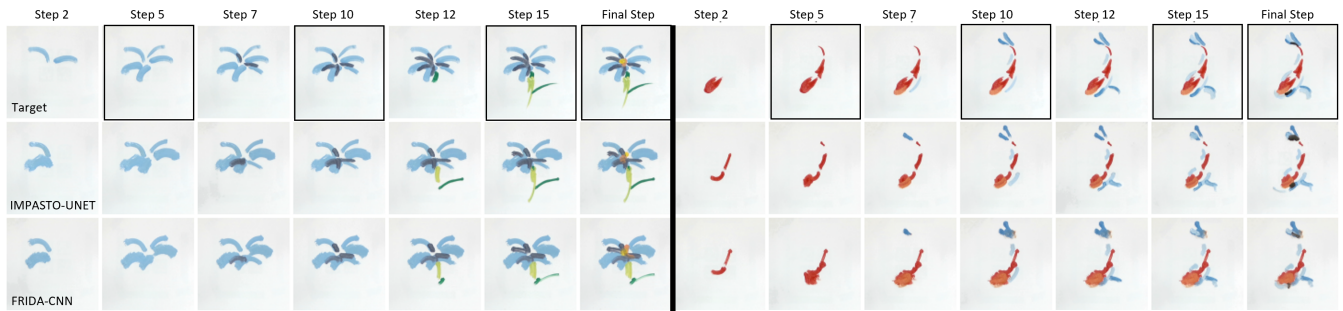 Step 2 Step 5 Step 7 Step 10 Step 12 Step 15 Final Step Step 2 Step 5 Step 7 Step 10 Step 12 Step 15 Final Step
Target
IMPASTO-UNET
FRIDA-CNN